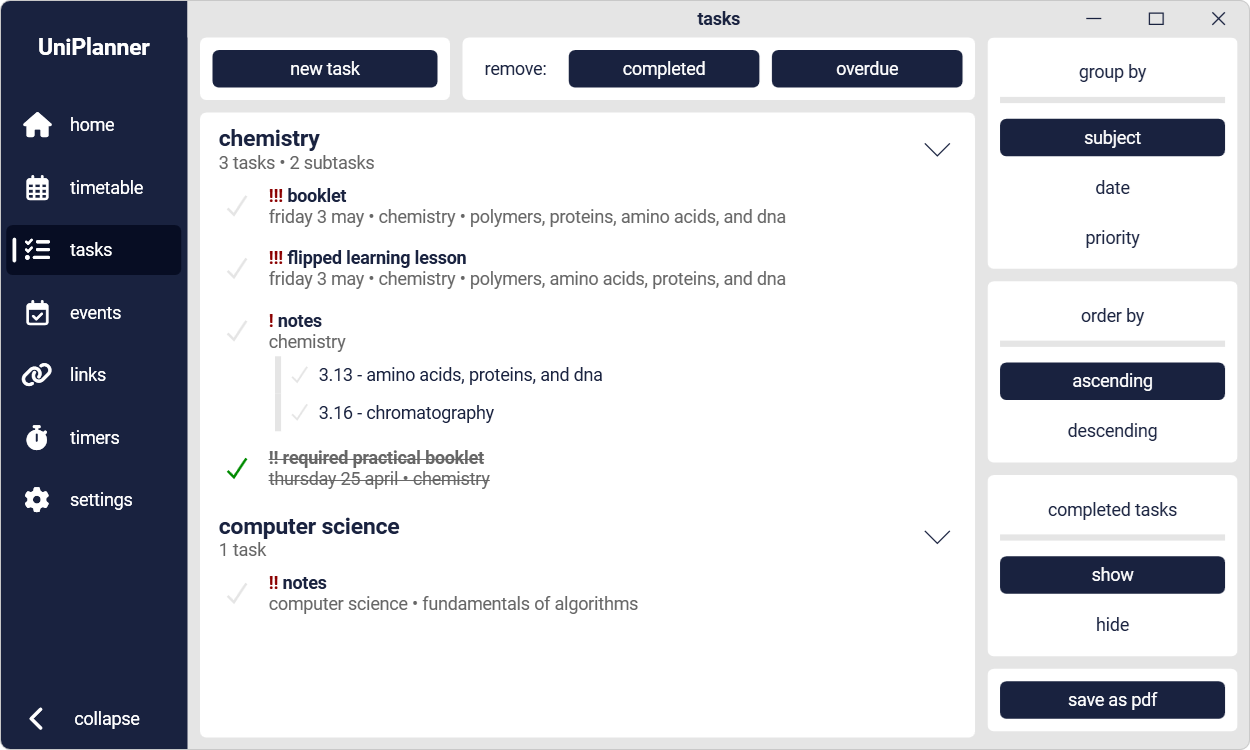 tasks
UniPlanner
home
timetable
tasks
events
links
timers
settings
collapse
new task
remove:
completed
overdue
chemistry
3 tasks • 2 subtasks
!!! booklet
friday 3 may • chemistry • polymers, proteins, amino acids, and dna
!!! flipped learning lesson
friday 3 may • chemistry • polymers, amino acids, proteins, and dna
! notes
chemistry
3.13 - amino acids, proteins, and dna
3.16 - chromatography
!! required practical booklet
thursday 25 april • chemistry
computer science
1 task
!! notes
computer science • fundamentals of algorithms
group by
subject
date
priority
order by
ascending
descending
completed tasks
show
hide
save as pdf